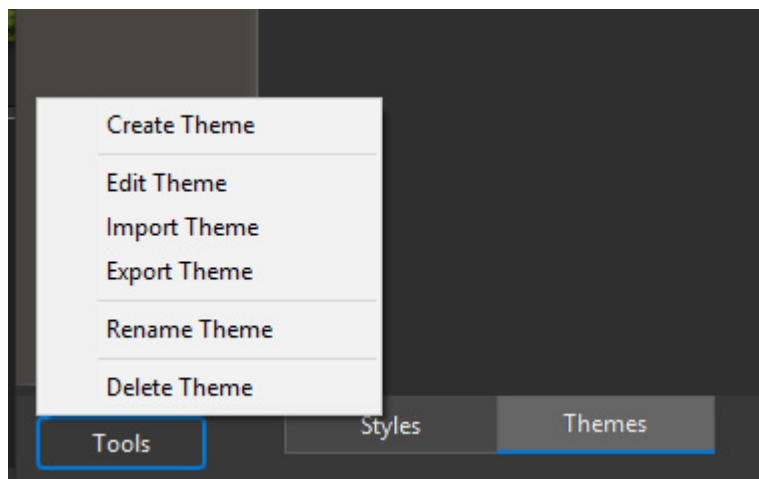 Create Theme
Edit Theme
Import Theme
Export Theme
Rename Theme
Delete Theme
Tools
Styles
Themes